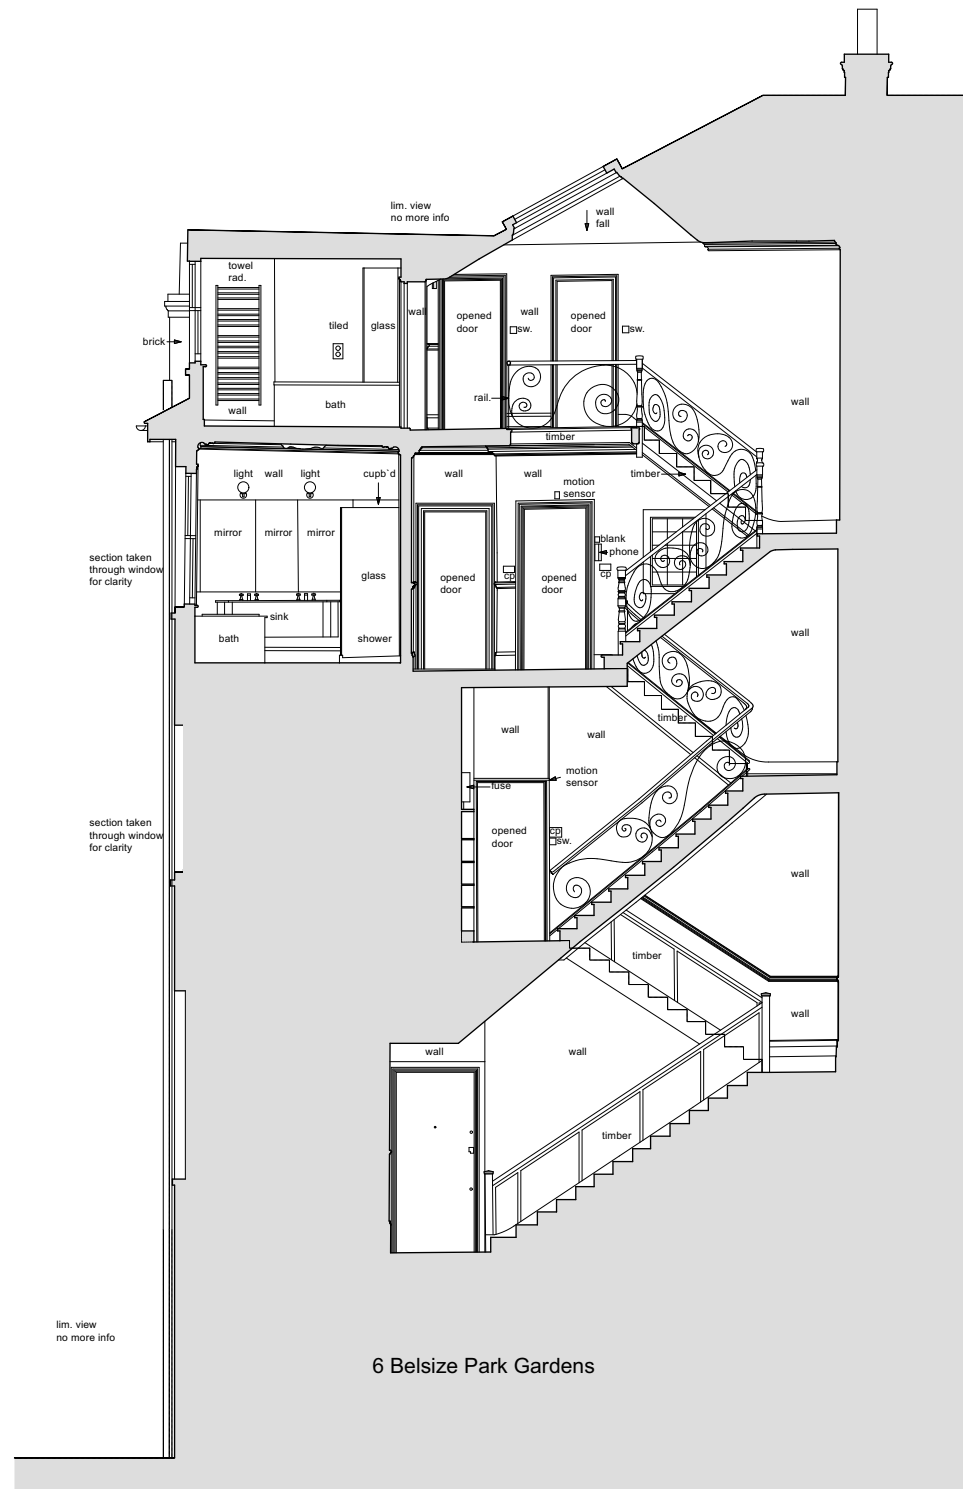 lim. view
no more info
wall
fall
towel
rad.
tiled
glass
wall
opened
door
wall
sw.
opened
door
sw.
brick
rail.
wall
bath
wall
timber
light
wall
light
cupb`d
wall
wall
motion
sensor
timber
mirror
mirror
mirror
blank
phone
section taken
through window
for clarity
glass
opened
door
cp
opened
door
cp
sink
bath
shower
wall
timber
wall
wall
motion
sensor
fuse
opened
door
cp
sw.
section taken
through window
for clarity
wall
timber
wall
wall
wall
timber
lim. view
no more info
6 Belsize Park Gardens